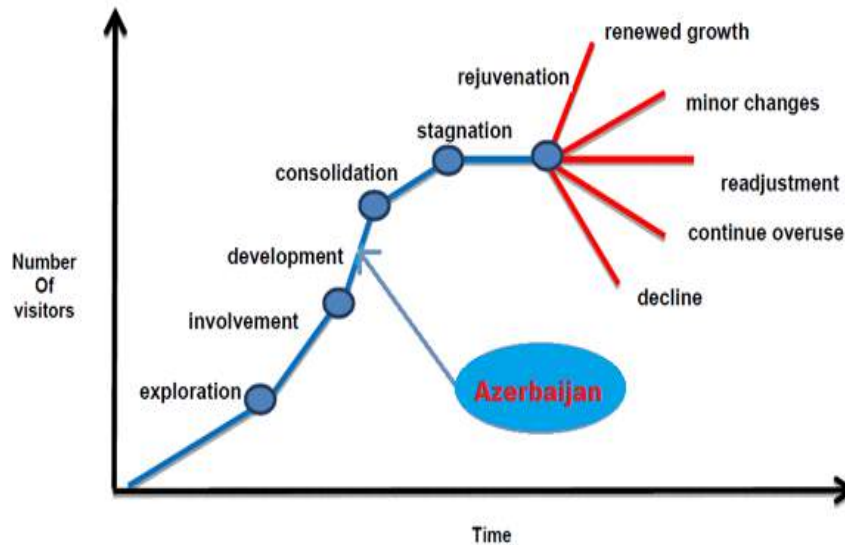 renewed growth
rejuvenation
minor changes
stagnation
consolidation
readjustment
continue overuse
development
Number
Of
visitors
decline
involvement
exploration
Azerbaijan
Time